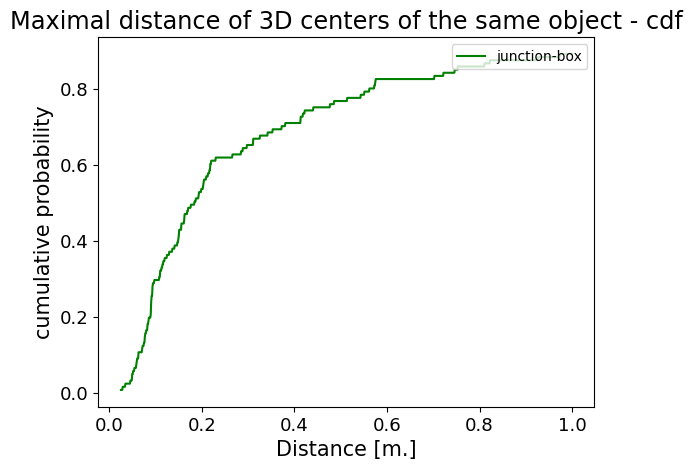 Maximal distance of 3D centers of the same object - cdf
junction-box
cumulative probability
0.8
0.6
0.4
0.2
0.0
0.0 0.2 0.4 0.6 0.8 1.0
Distance [m.]